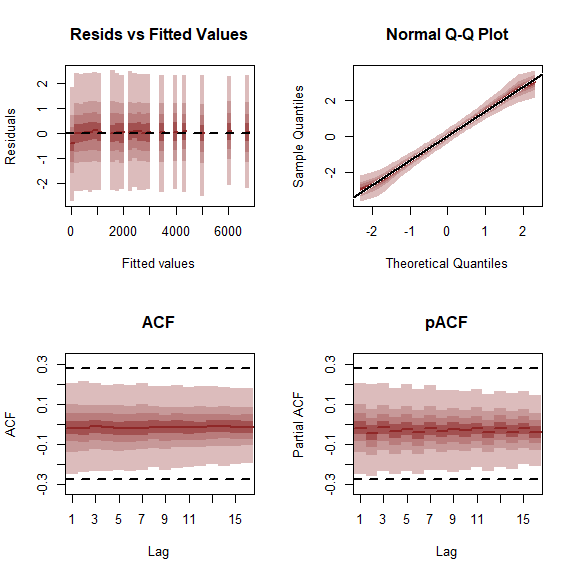 Resids vs Fitted Values
Residuals
2
1
0
-1
-2
0 2000 4000 6000
Fitted values
Normal Q-Q Plot
Sample Quantiles
2
0
-2
-2 -1 0 1 2
Theoretical Quantiles
ACF
ACF
0.3
0.1
-0.1
-0.3
1 3 5 7 9 11 15
Lag
pACF
Partial ACF
0.3
0.1
-0.1
-0.3
1 3 5 7 9 11 15
Lag